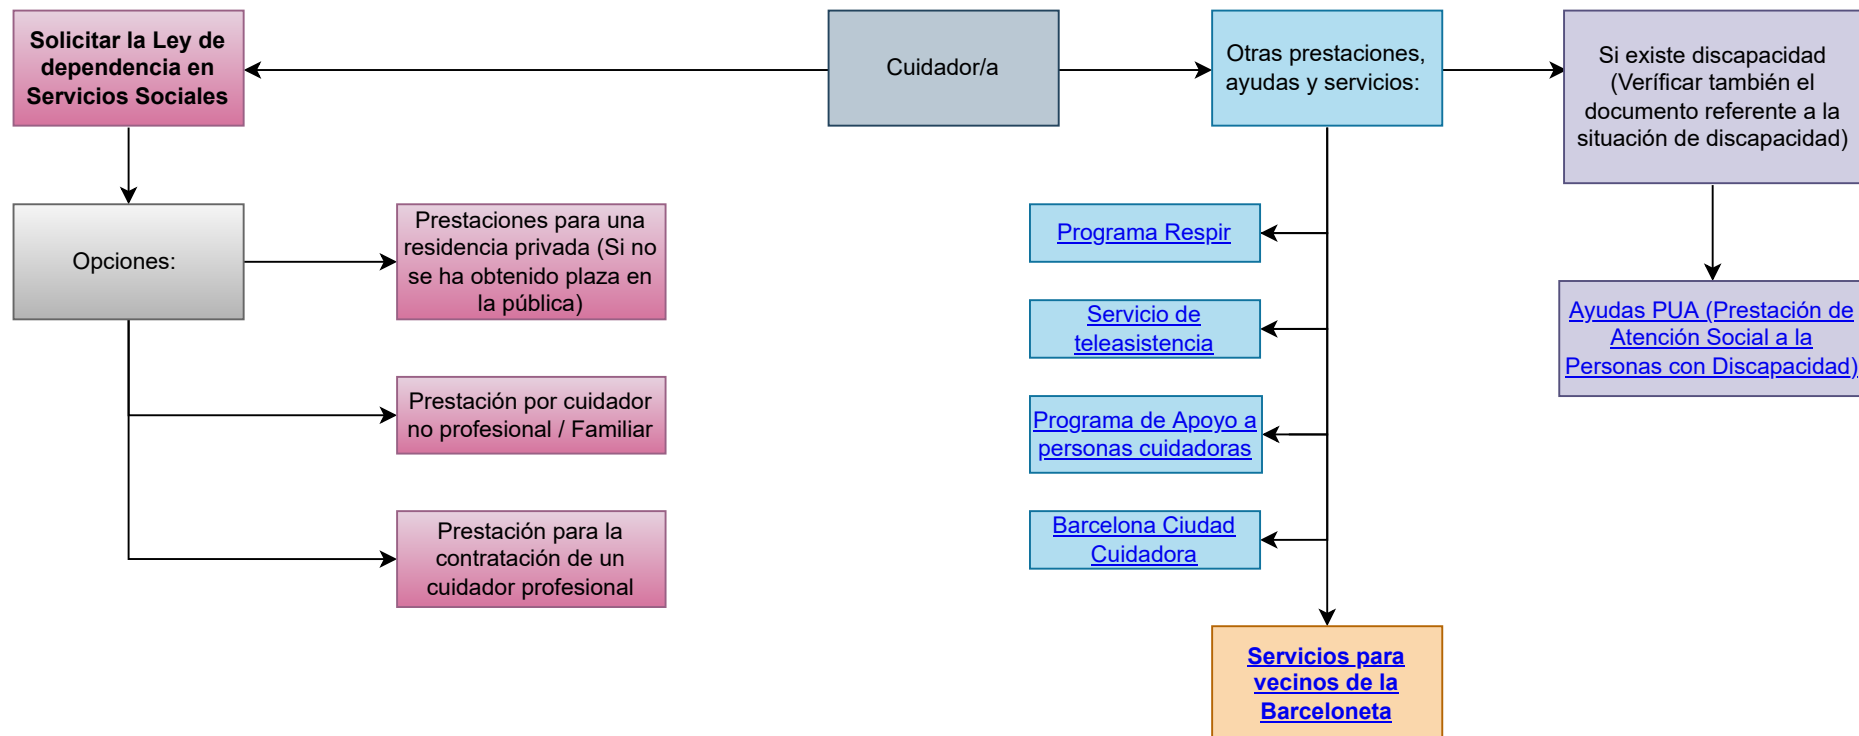 Solicitar la Ley de
dependencia en
Servicios Sociales
Cuidador/a
Otras prestaciones,
ayudas y servicios:
Si existe discapacidad
(Veríficar también el
documento referente a la
situación de discapacidad)
Opciones:
Prestaciones para una
residencia privada (Si no
se ha obtenido plaza en
la pública)
Prestación por cuidador
no profesional / Familiar
Prestación para la
contratación de un
cuidador profesional
Programa Respir
Servicio de
teleasistencia
Programa de Apoyo a
personas cuidadoras
Barcelona Ciudad
Cuidadora
Servicios para
vecinos de la
Barceloneta
Ayudas PUA (Prestación de
Atención Social a la
Personas con Discapacidad)